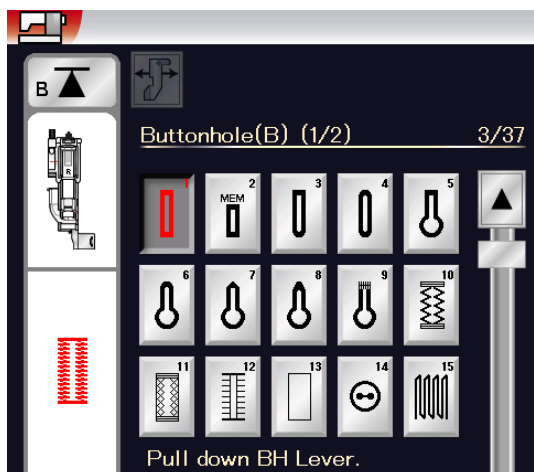 B
R
Buttonhole(B) (1/2) 3/37
1 2 3 4 5
MEM
6 7 8 9 10
11 12 13 14 15
Pull down BH Lever.